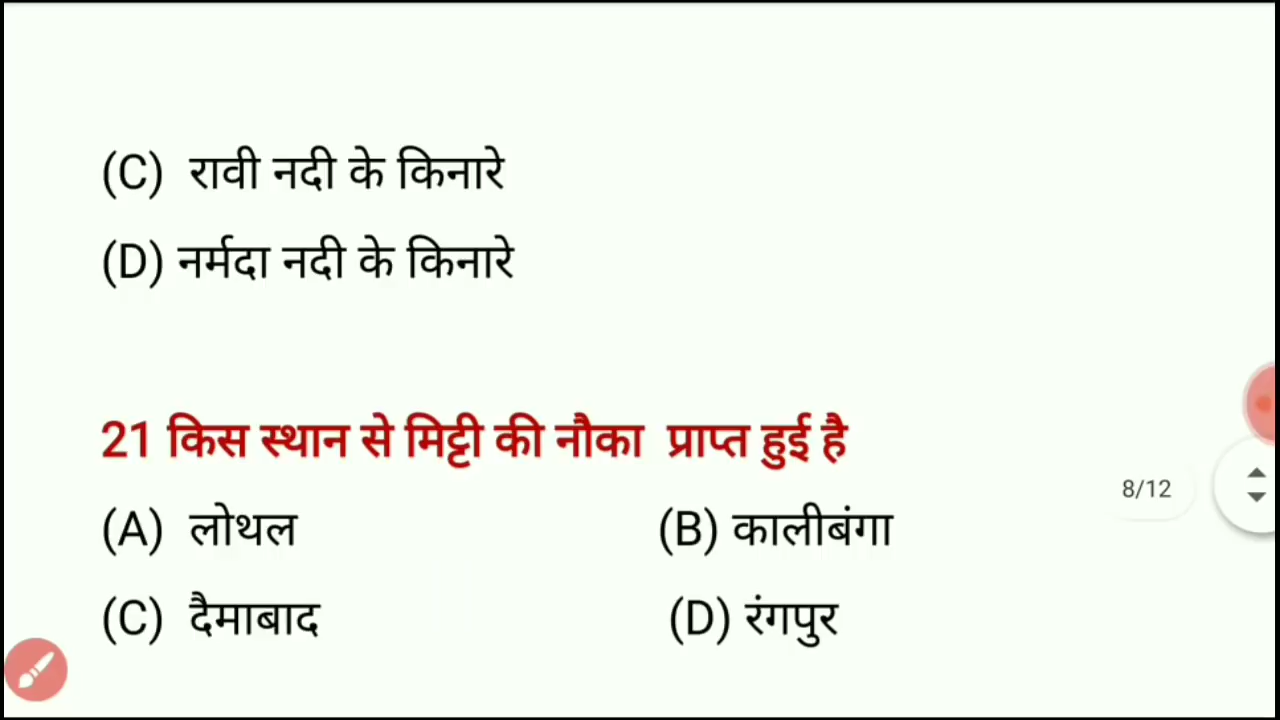 (C) रावी नदी के किनारे
(D) नर्मदा नदी के किनारे
21 किस स्थान से मिट्टी की नौका प्राप्त हुई है
8/12
(A) लोथल (B) कालीबंगा
(C) दैमाबाद (D) रंगपुर